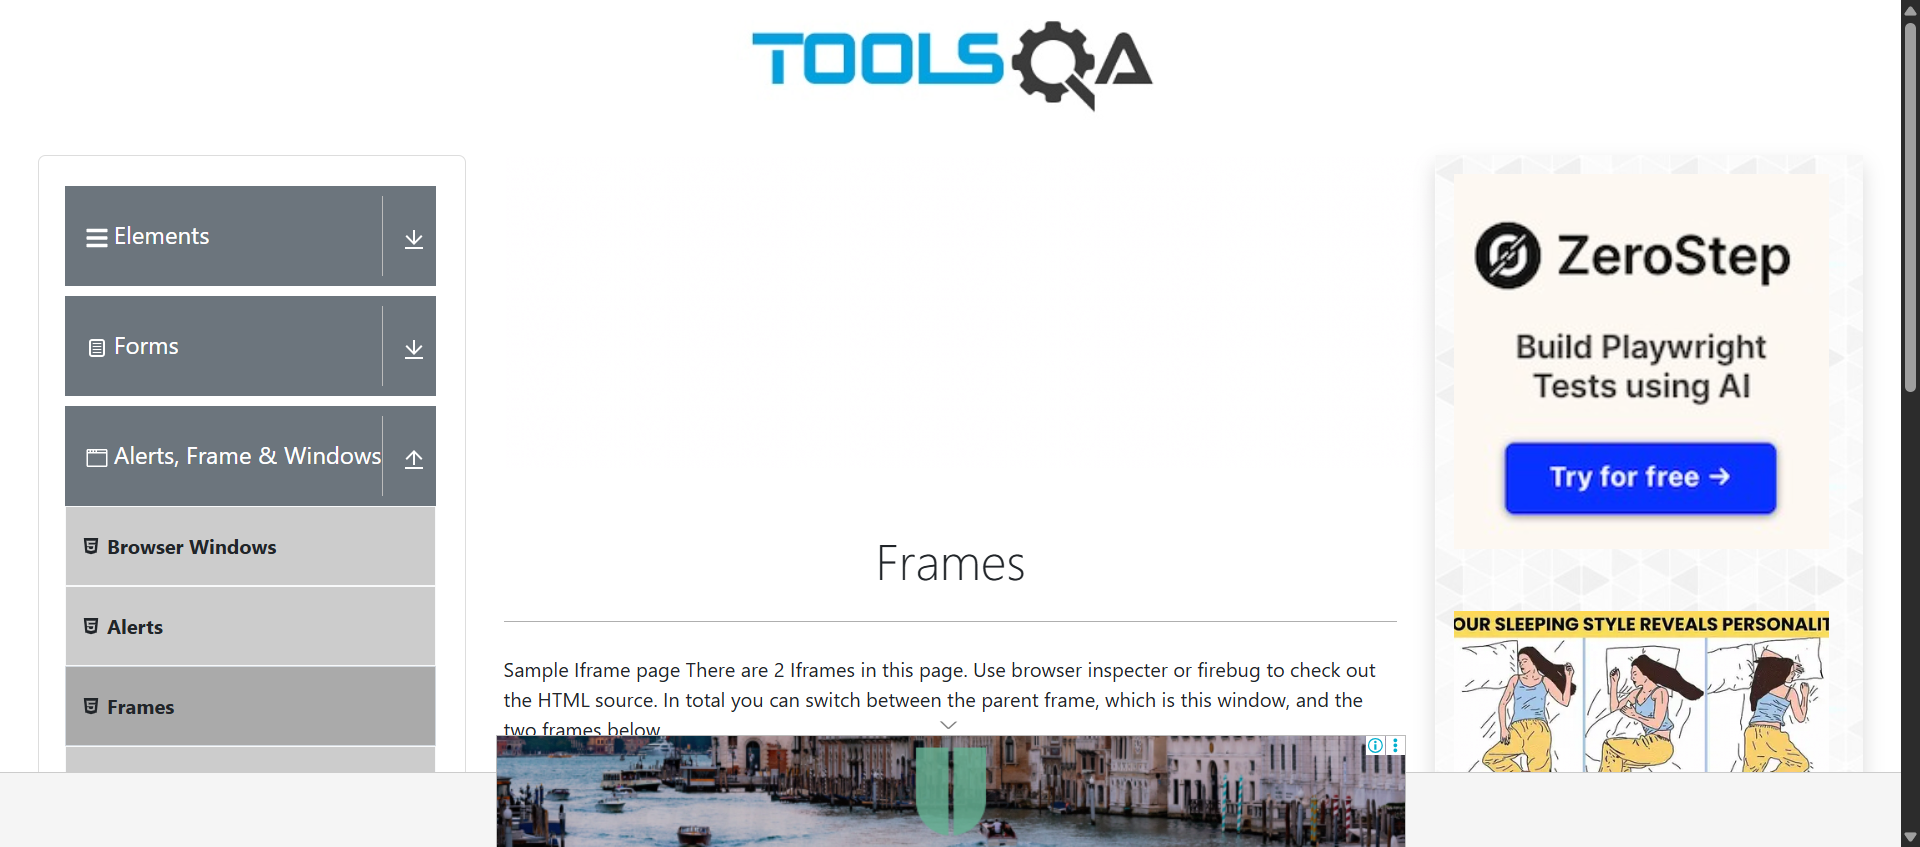 TOOLSQA
Elements
Forms
Alerts, Frame & Windows
Browser Windows
Alerts
Frames
Frames
Sample Iframe page There are 2 Iframes in this page. Use browser inspecter or firebug to check out
the HTML source. In total you can switch between the parent frame, which is this window, and the
two frames below
ZeroStep
Build Playwright
Tests using AI
Try for free →
OUR SLEEPING STYLE REVEALS PERSONALIT